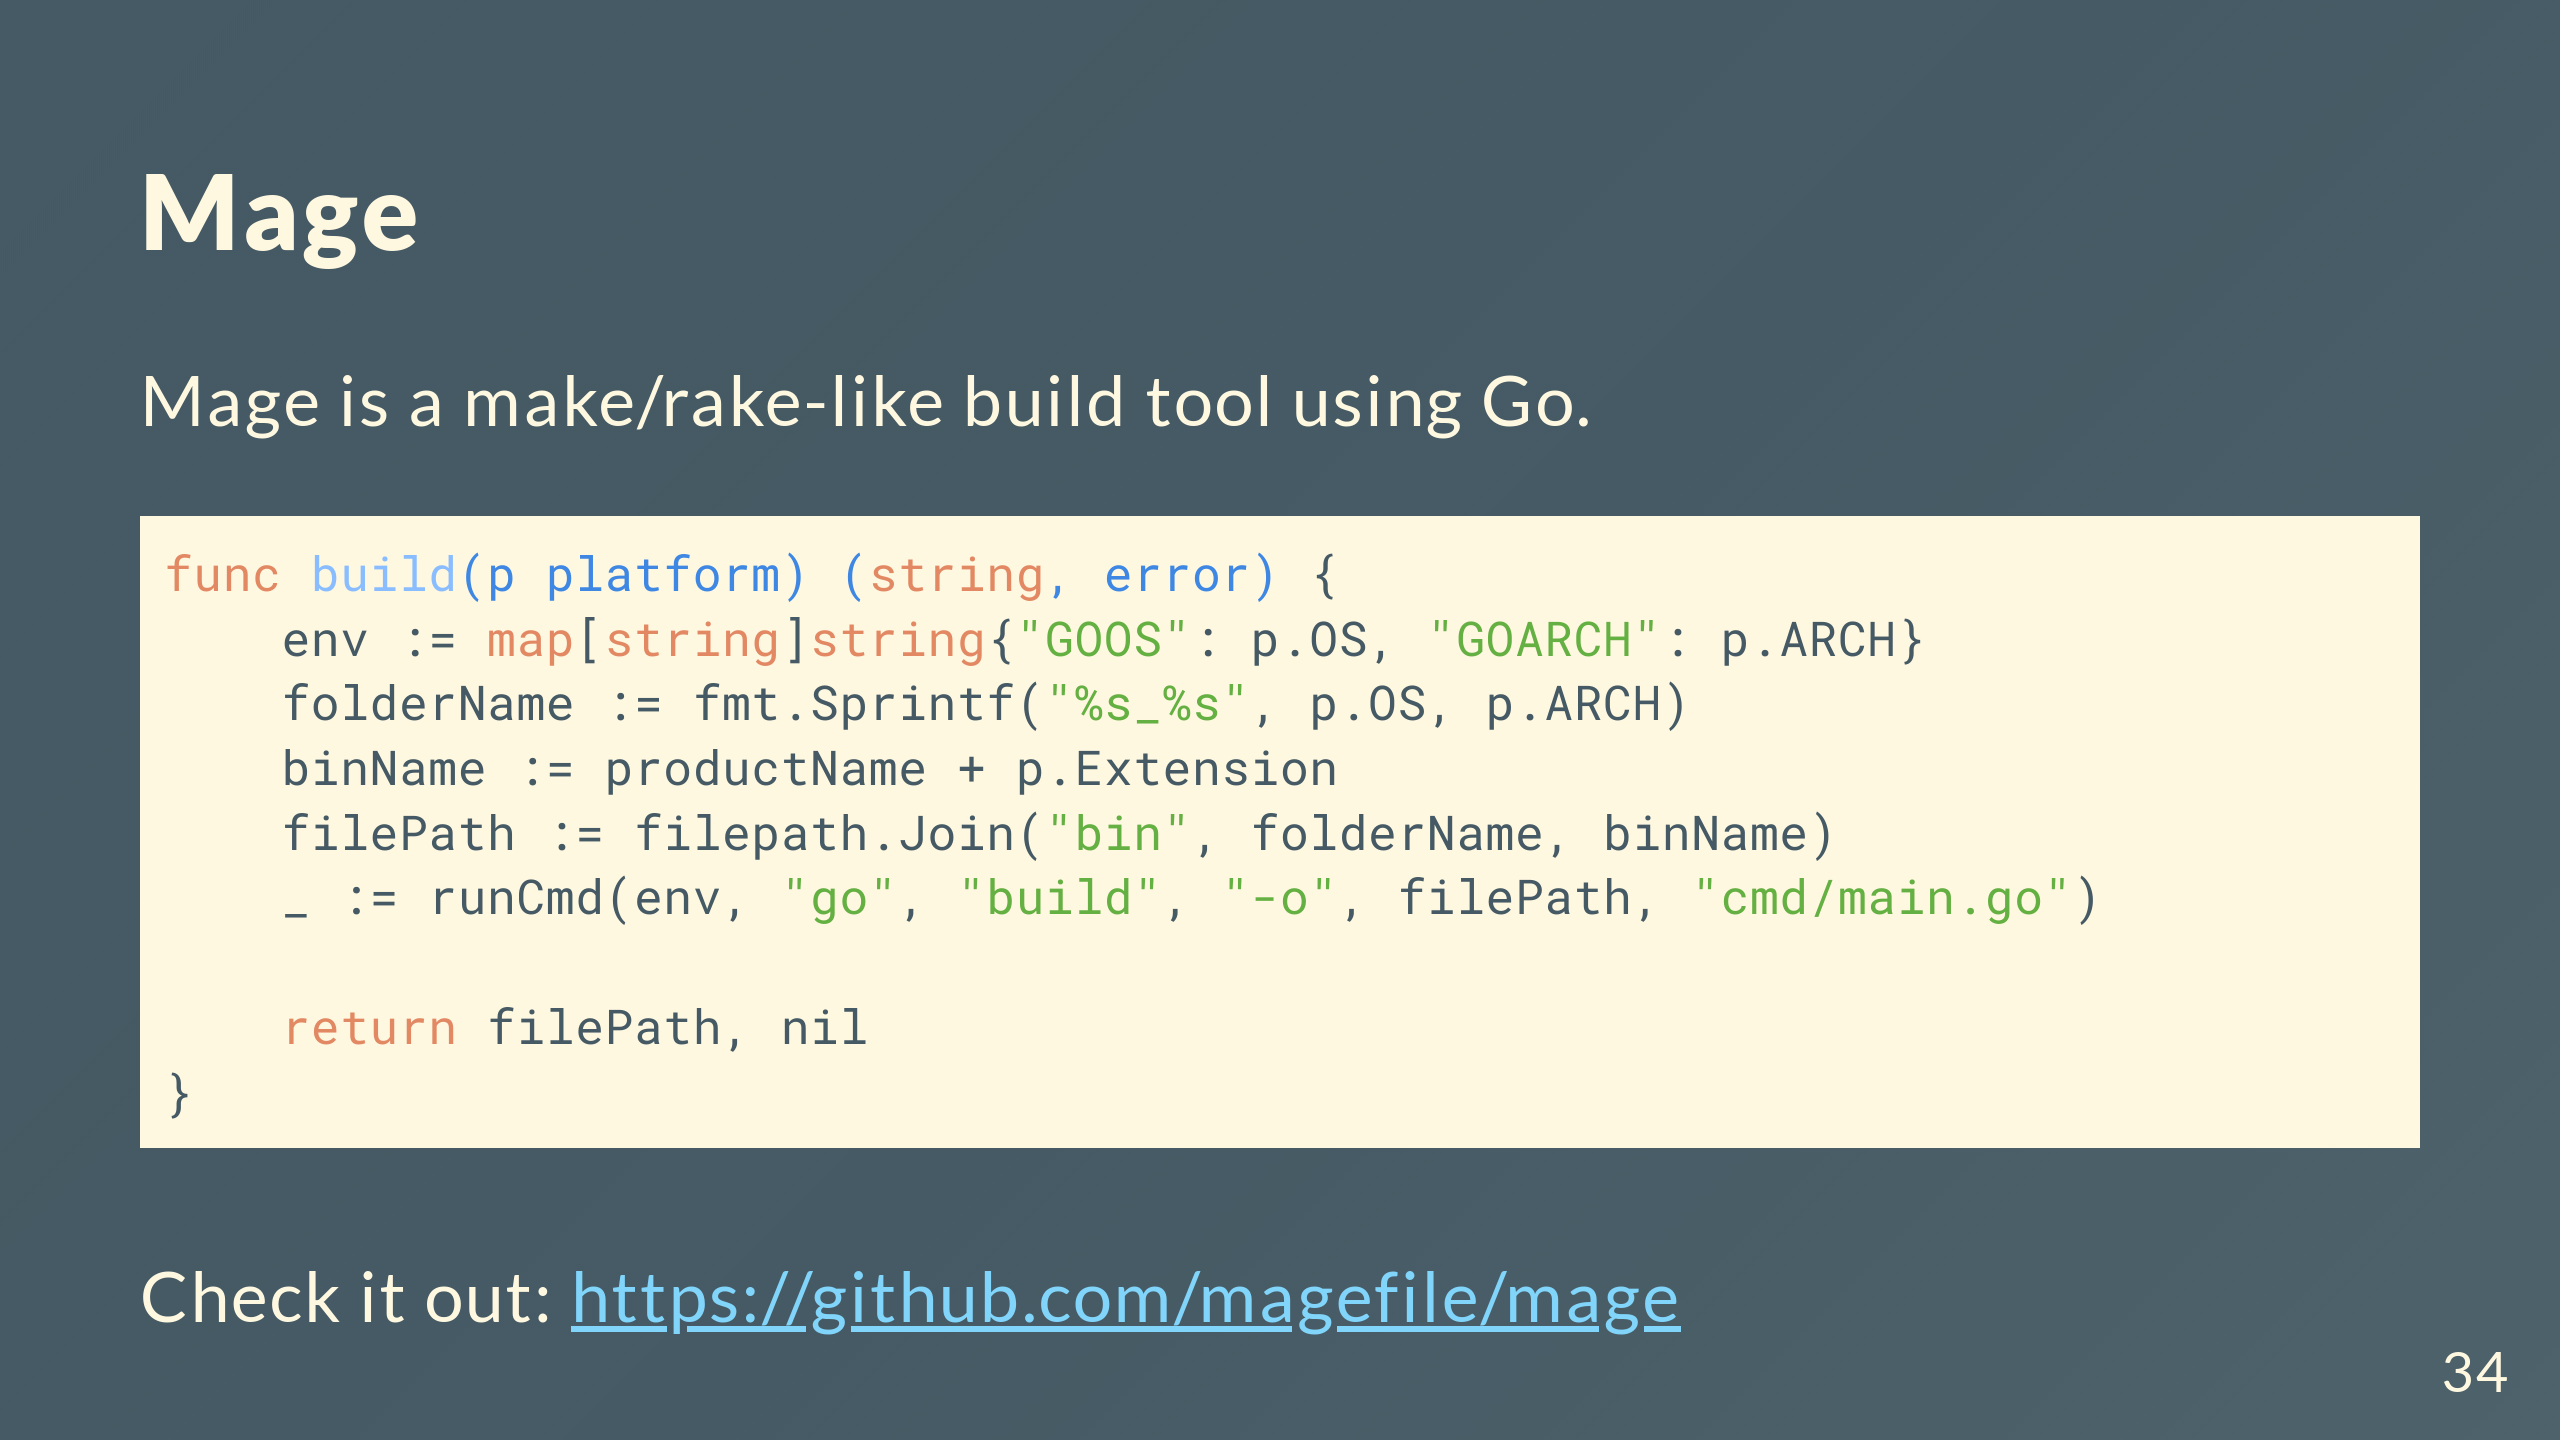 Mage
Mage is a make/rake-like build tool using Go.
func build(p platform) (string, error) {
    env := map[string]string{"GOOS": p.OS, "GOARCH": p.ARCH}
    folderName := fmt.Sprintf("%s_%s", p.OS, p.ARCH)
    binName := productName + p.Extension
    filePath := filepath.Join("bin", folderName, binName)
    _ := runCmd(env, "go", "build", "-o", filePath, "cmd/main.go")
    return filePath, nil
}
Check it out: https://github.com/magefile/mage
34